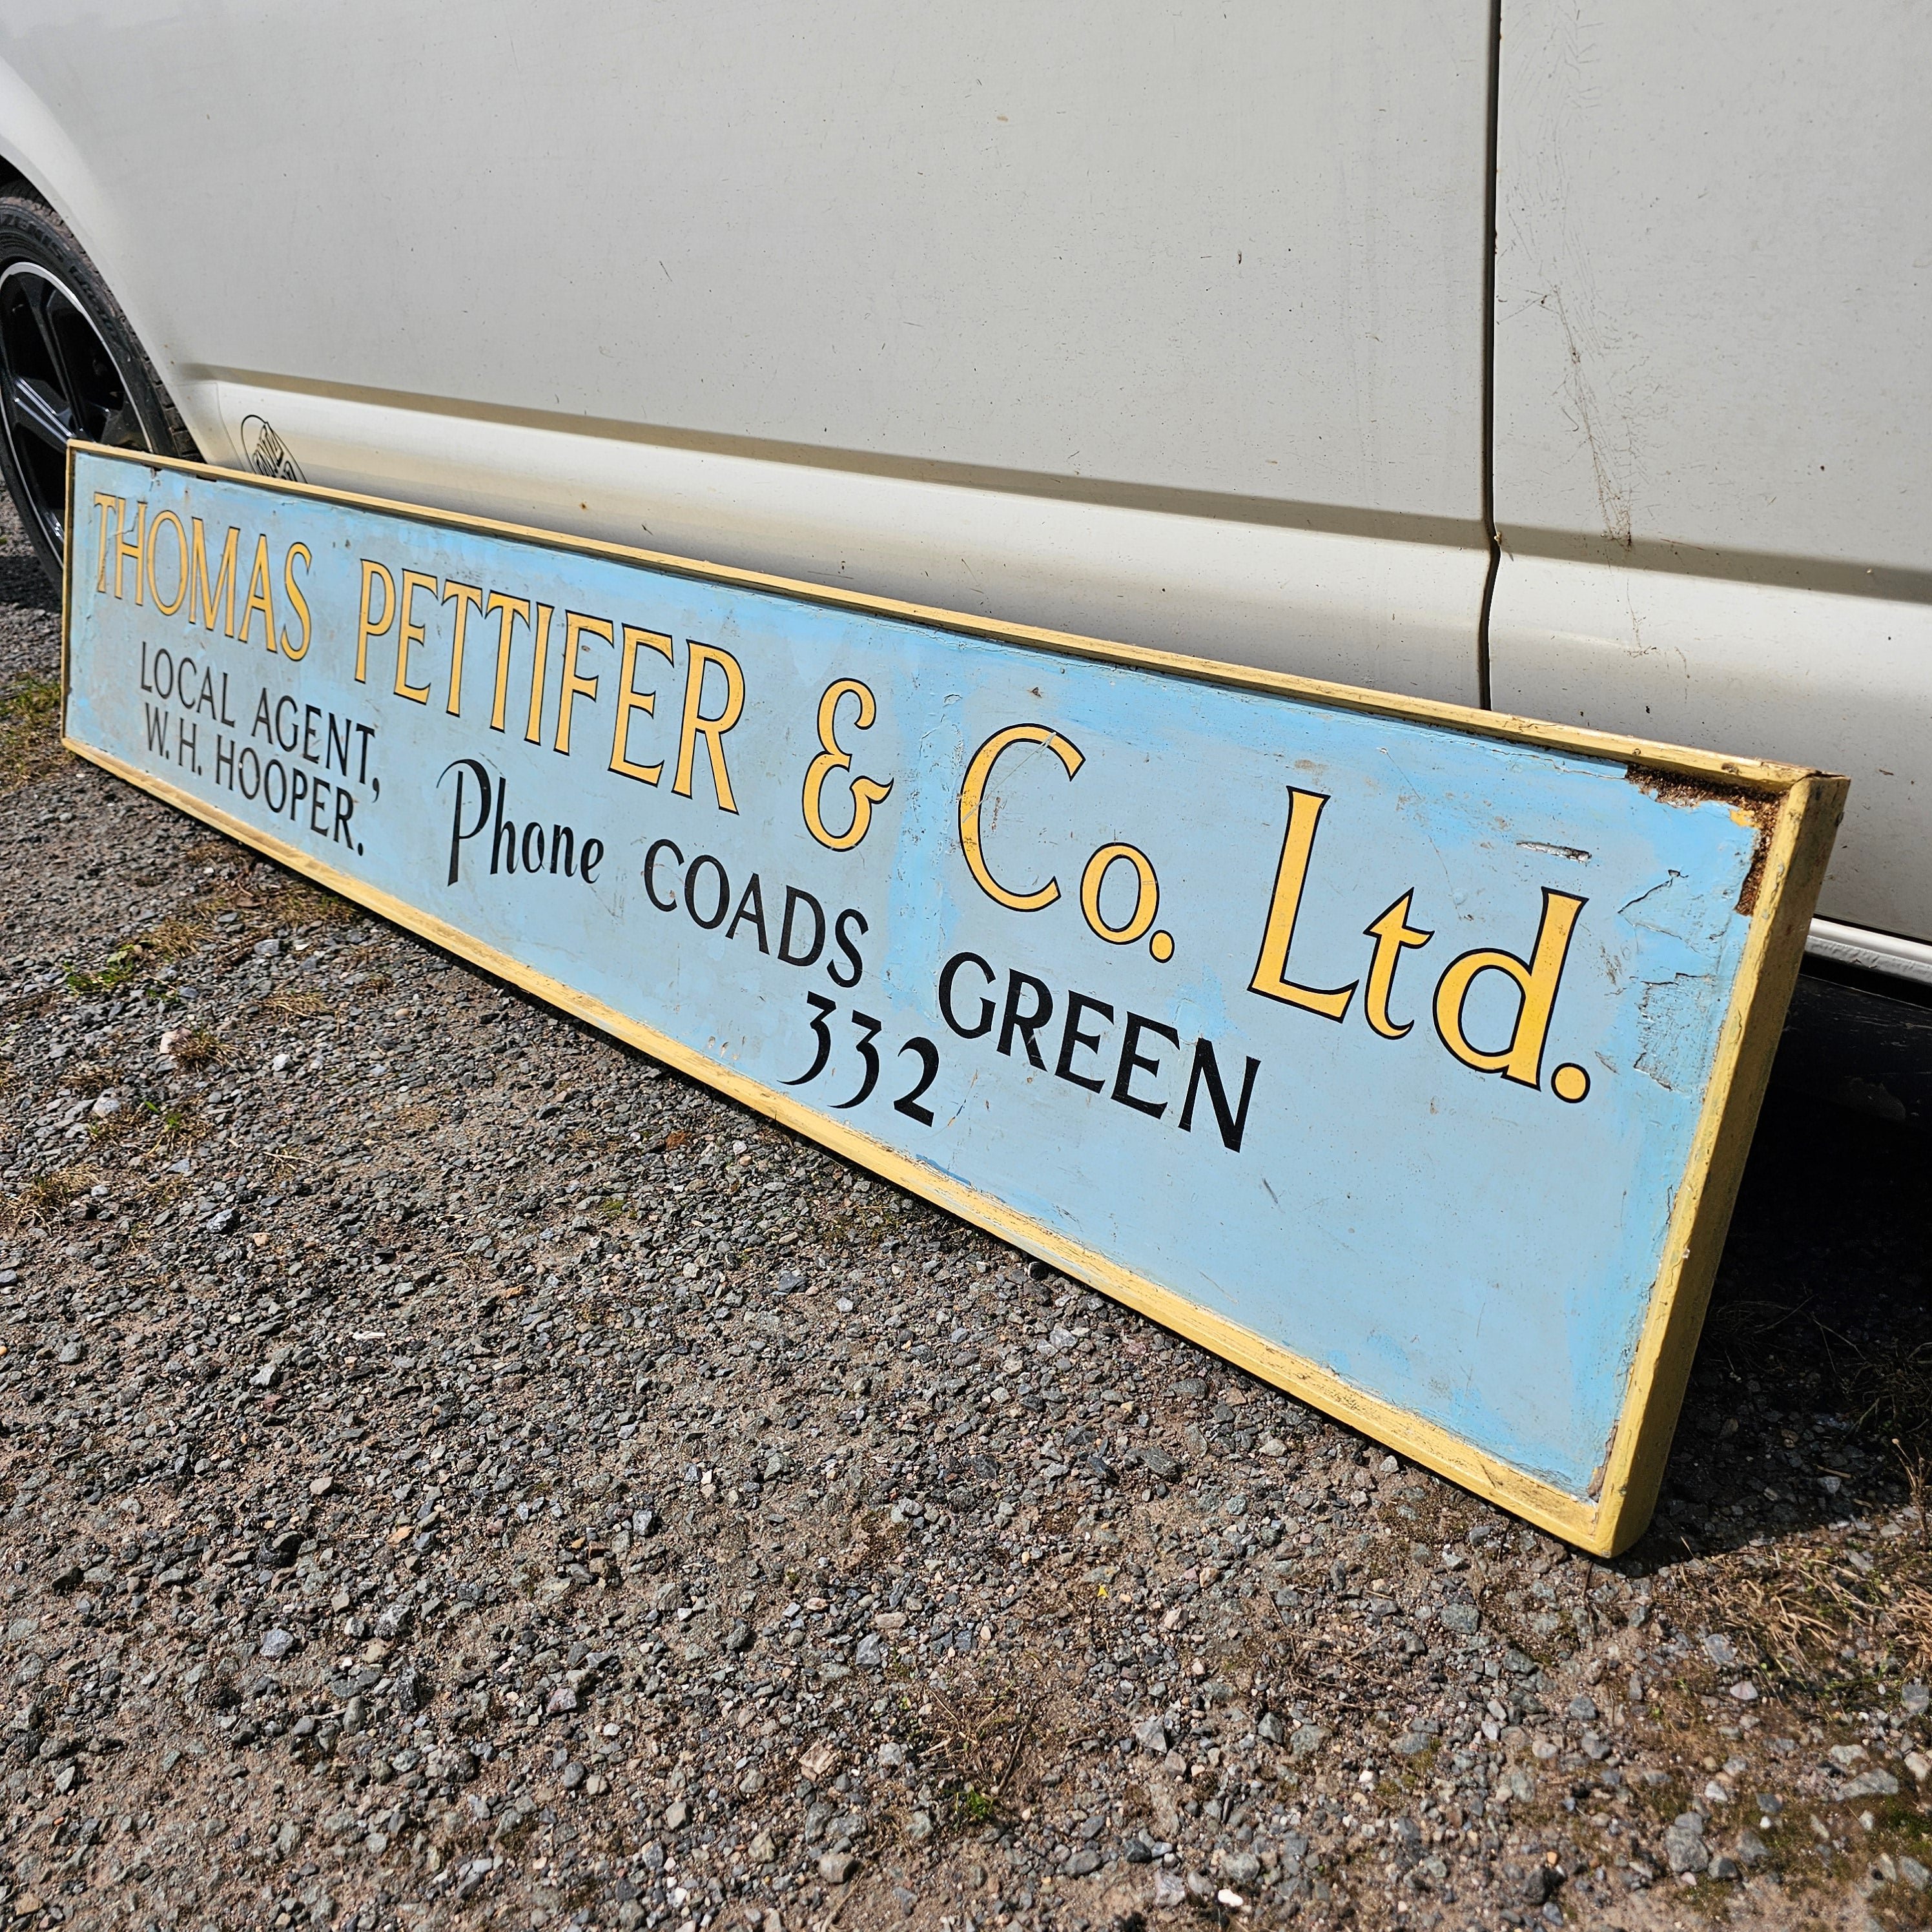 THOMAS PETTIFER & Co. Ltd.
LOCAL AGENT,
W.H. HOOPER.
Phone COADS GREEN
332